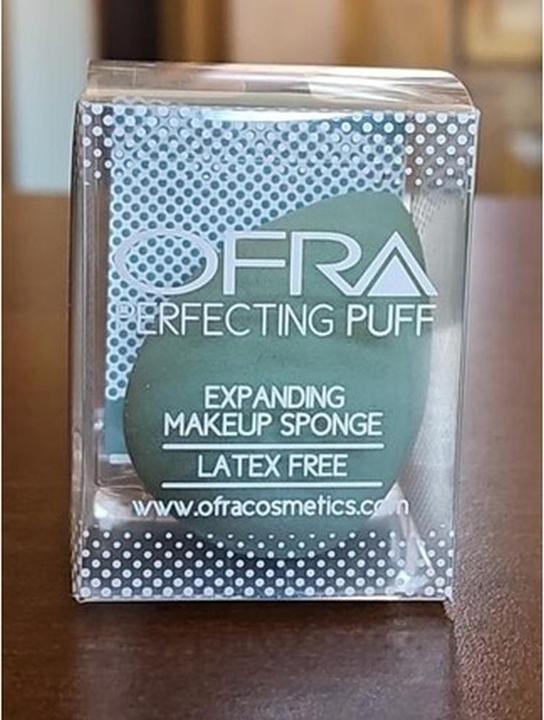 OFRA
PERFECTING PUFF
EXPANDING
MAKEUP SPONGE
LATEX FREE
www.ofracosmetics.com